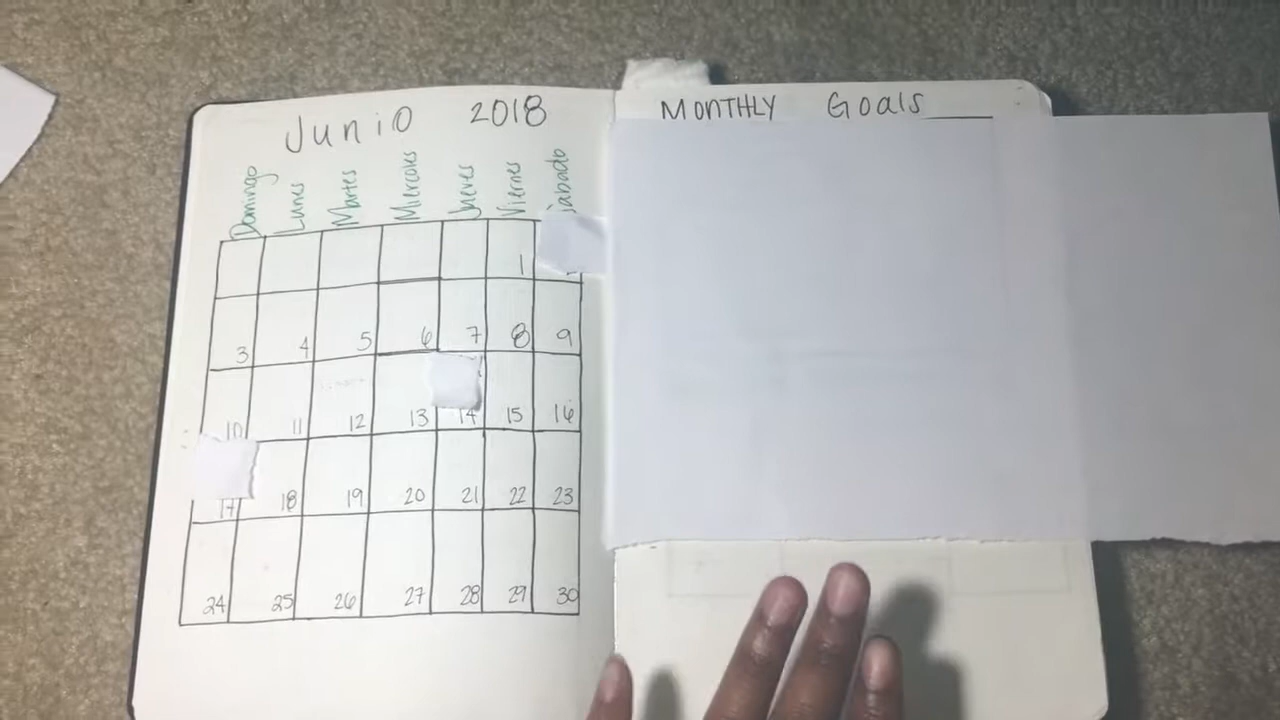 Junio 2018
Domingo Lunes Martes Miercoles Jueves Viernes Sabado
1
3 4 5 6 7 8 9
10 11 12 13 14 15 16
17 18 19 20 21 22 23
24 25 26 27 28 29 30
MONTHLY Goals